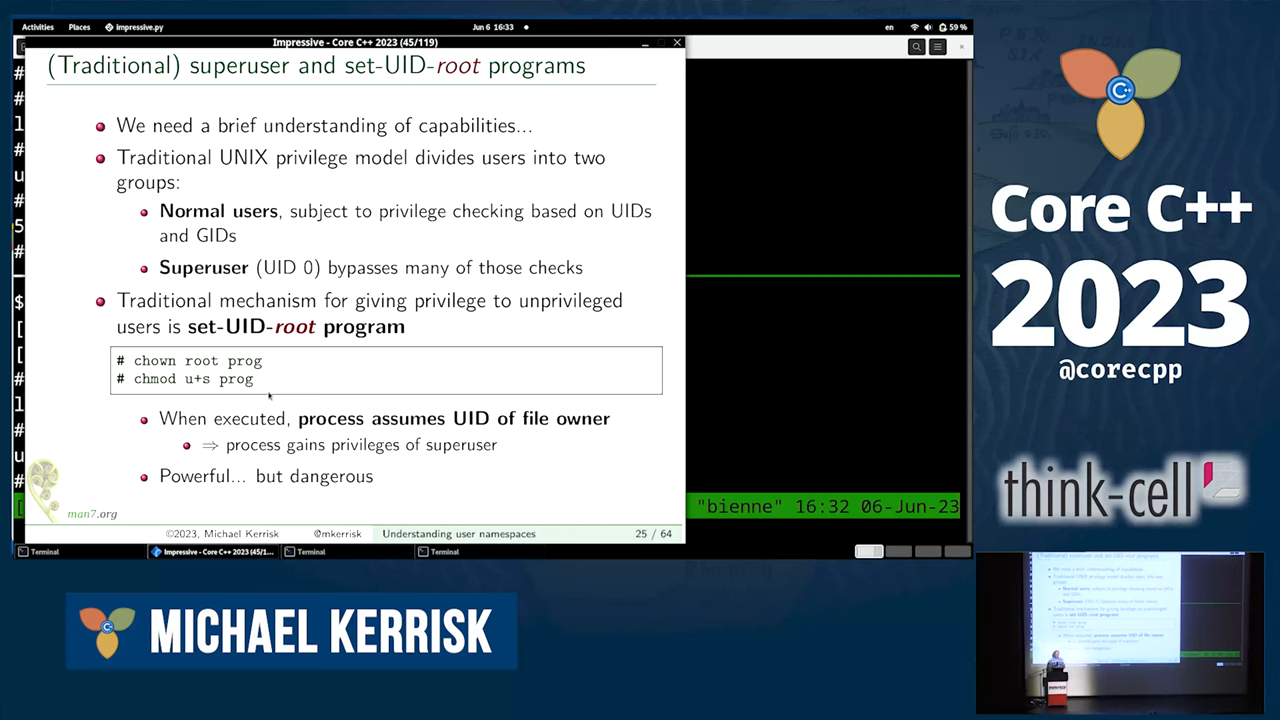 Activities Places Impressive.py Jun 6 16:33 en 59 %
Impressive - Core C++ 2023 (45/119)
(Traditional) superuser and set-UID-root programs
We need a brief understanding of capabilities...
Traditional UNIX privilege model divides users into two
groups:
Normal users, subject to privilege checking based on UIDs
and GIDs
Superuser (UID 0) bypasses many of those checks
Traditional mechanism for giving privilege to unprivileged
users is set-UID-root program
# chown root prog
# chmod u+s prog
When executed, process assumes UID of file owner
⇒ process gains privileges of superuser
Powerful... but dangerous
man7.org
©2023, Michael Kerrisk @mkerrisk Understanding user namespaces 25 / 64
"bienne" 16:32 06-Jun-23
Terminal Impressive - Core C++ 2023 (45/1... Terminal Terminal
C++
Core C++
2023
@corecpp
think-cell
C++ MICHAEL KERRISK